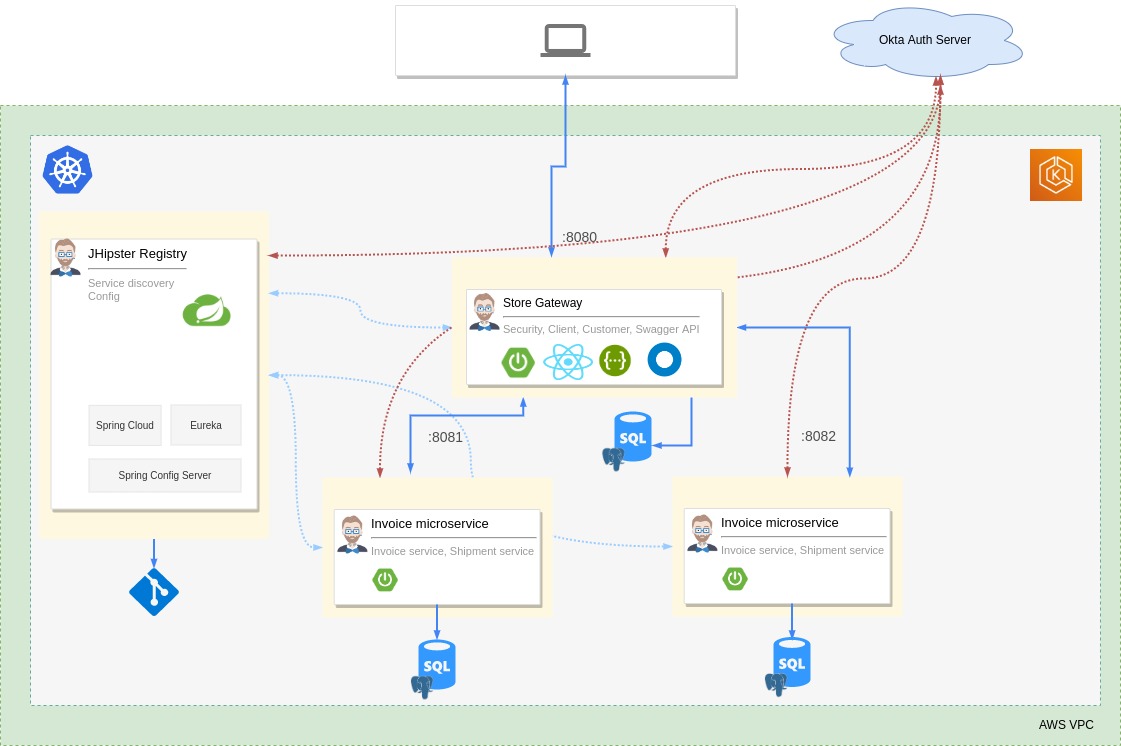 Okta Auth Server
:8080
JHipster Registry
Service discovery
Config
Spring Cloud
Eureka
Spring Config Server
Store Gateway
Security, Client, Customer, Swagger API
SQL
:8081
:8082
Invoice microservice
Invoice service, Shipment service
SQL
Invoice microservice
Invoice service, Shipment service
SQL
AWS VPC